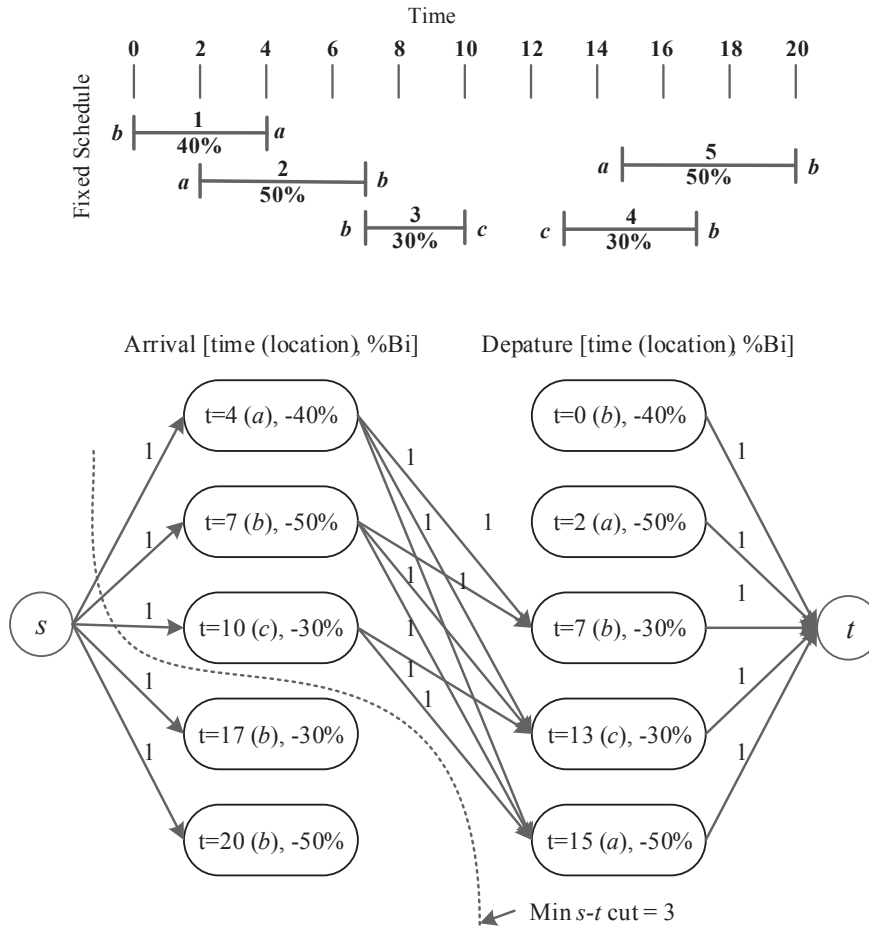 Time
0 2 4 6 8 10 12 14 16 18 20
Fixed Schedule
b 1 a
40%
a 5 b
50%
a 2 b
50%
b 3 c
30%
c 4 b
30%
Arrival [time (location), %Bi]
Depature [time (location), %Bi]
t=4 (a), -40%
t=0 (b), -40%
1
1
1
t=7 (b), -50%
t=2 (a), -50%
1
1
1
1
1
1
1
1
s
1
t=10 (c), -30%
t=7 (b), -30%
t
1
1
1
1
1
1
t=17 (b), -30%
t=13 (c), -30%
1
1
t=20 (b), -50%
t=15 (a), -50%
Min s-t cut = 3